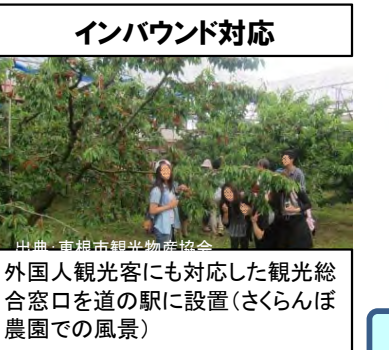 インバウンド対応
出典：東根市観光物産協会
外国人観光客にも対応した観光総
合窓口を道の駅に設置（さくらんぼ
農園での風景）